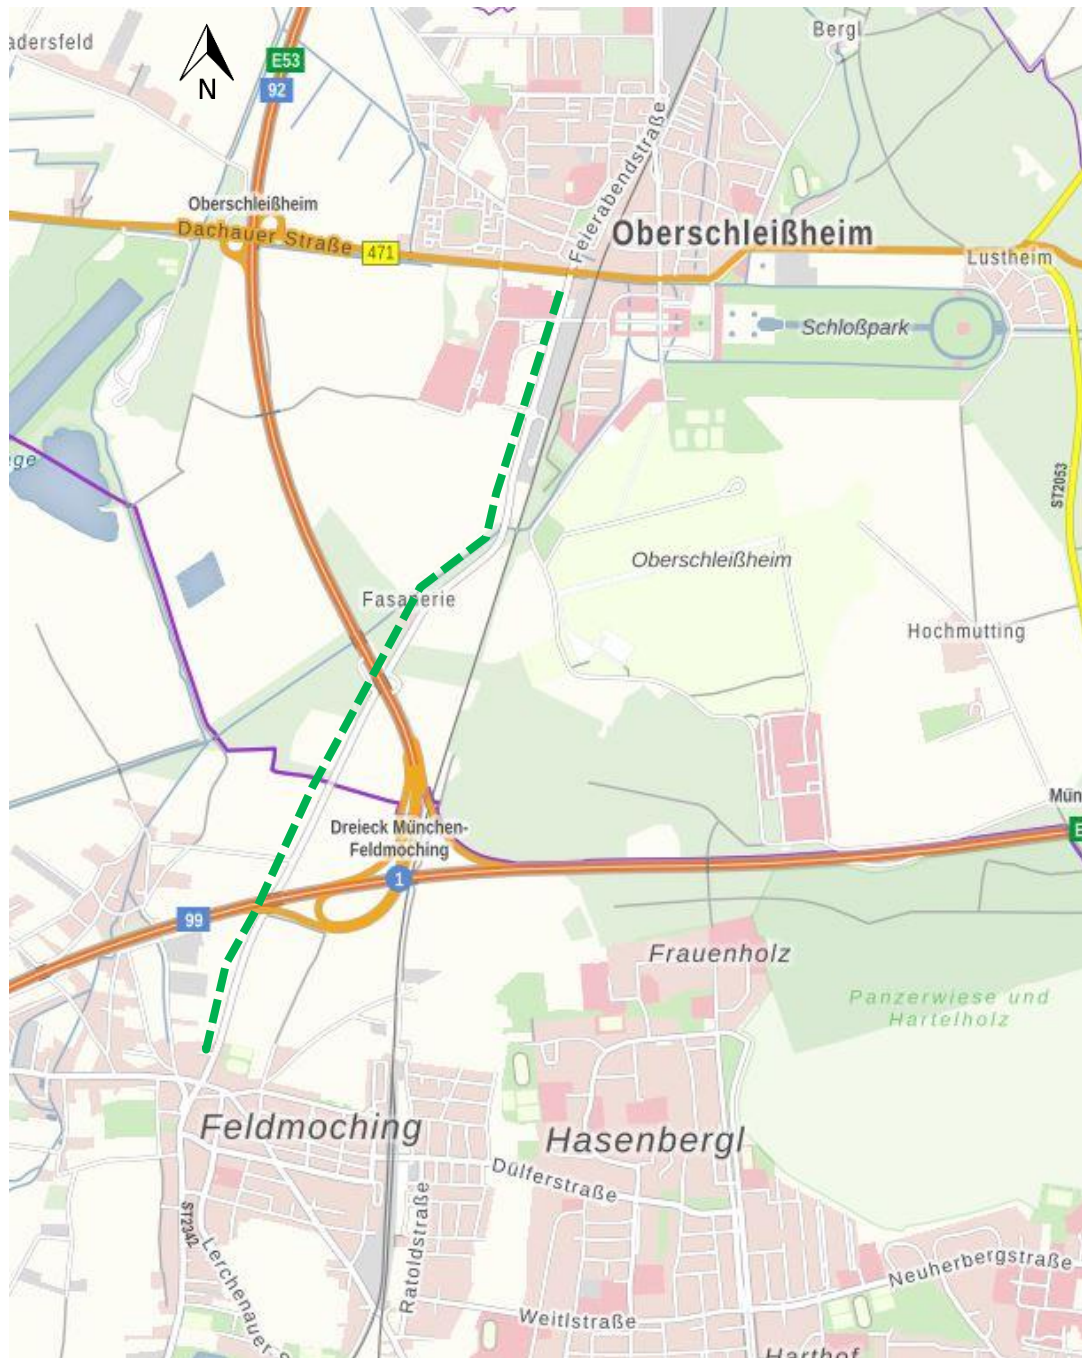 adersfeld
N
E53
92
Bergl
Feierabendstraße
Oberschleißheim
Dachauer Straße
471
Oberschleißheim
Lustheim
Schloßpark
ege
ST2053
Oberschleißheim
Fasanerie
Hochmutting
Mün
E
Dreieck München-
Feldmoching
1
99
Frauenholz
Panzerwiese und
Hartelholz
Feldmoching
Hasenbergl
Dülferstraße
ST2342
Lerchenauer S
Ratoldstraße
Neuherbergstraße
Weitlstraße
Harthof